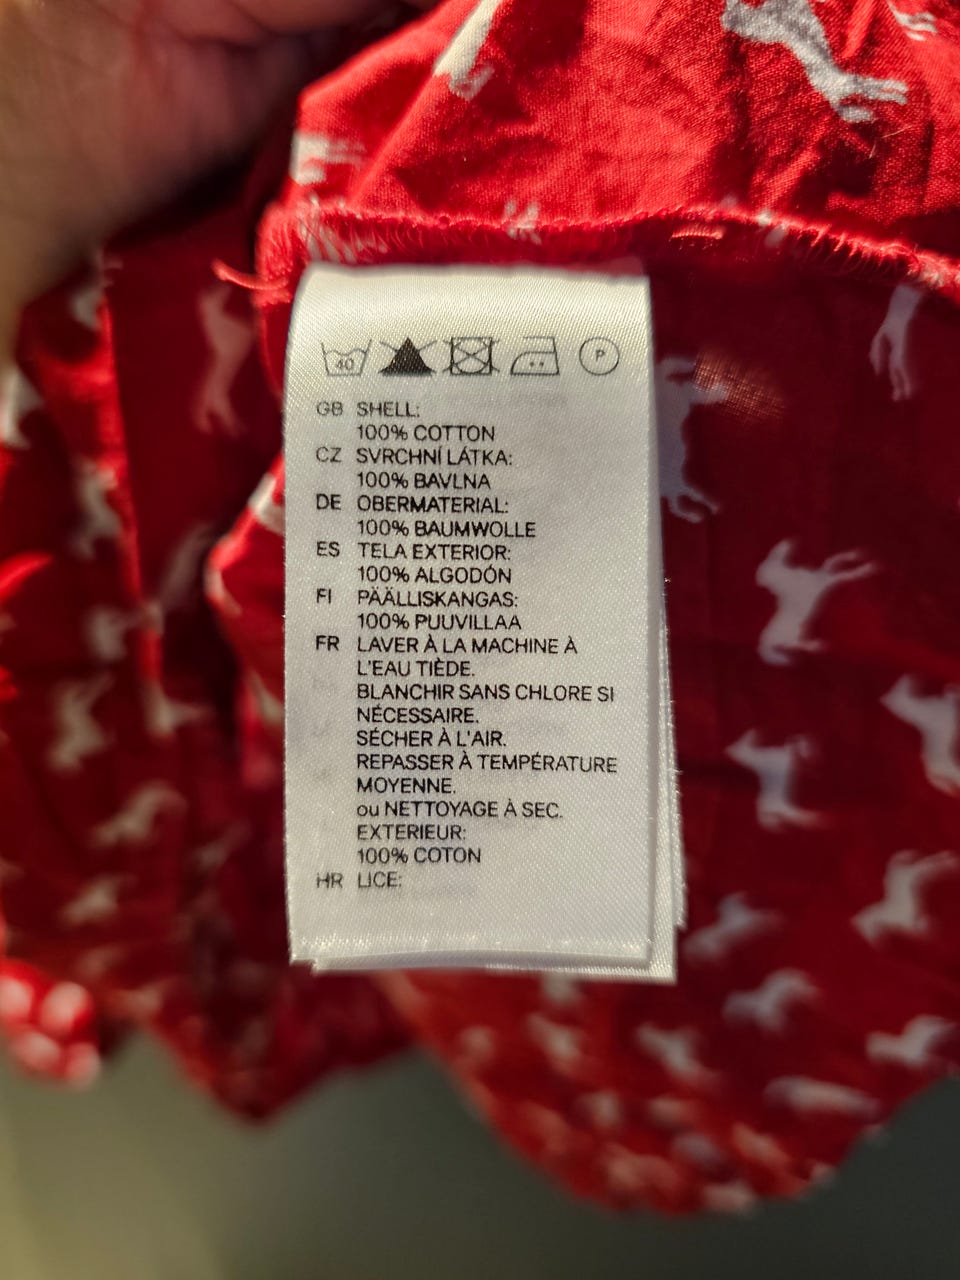 40 P
GB SHELL:
100% COTTON
CZ SVRCHNÍ LÁTKA:
100% BAVLNA
DE OBERMATERIAL:
100% BAUMWOLLE
ES TELA EXTERIOR:
100% ALGODÓN
FI PÄÄLLISKANGAS:
100% PUUVILLAA
FR LAVER À LA MACHINE À
L'EAU TIÈDE.
BLANCHIR SANS CHLORE SI
NÉCESSAIRE.
SÉCHER À L'AIR.
REPASSER À TEMPÉRATURE
MOYENNE.
ou NETTOYAGE À SEC.
EXTERIEUR:
100% COTON
HR LICE: